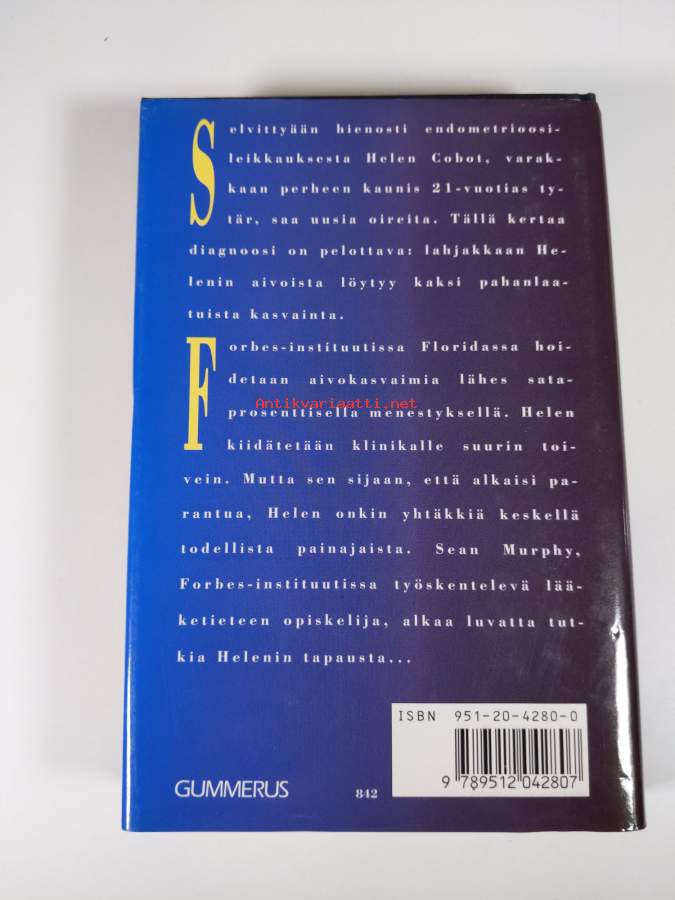 Selvittyään hienosti endometrioosi-
leikkauksesta Helen Cobot, varak-
kaan perheen kaunis 21-vuotias ty-
tär, saa uusia oireita. Tällä kertaa
diagnoosi on pelottava: lahjakkaan He-
lenin aivoista löytyy kaksi pahanlaa-
tuista kasvainta.
Forbes-instituutissa Floridassa hoi-
detaan aivokasvaimia lähes sata-
Antikvariaatti.net
prosenttisella menestyksellä. Helen
kiidätetään klinikalle suurin toi-
vein. Mutta sen sijaan, että alkaisi pa-
rantua, Helen onkin yhtäkkiä keskellä
todellista painajaista. Sean Murphy,
Forbes-instituutissa työskentelevä lää-
ketieteen opiskelija, alkaa luvatta tut-
kia Helenin tapausta...
ISBN 951-20-4280-0
9 789512 042807
GUMMERUS 842